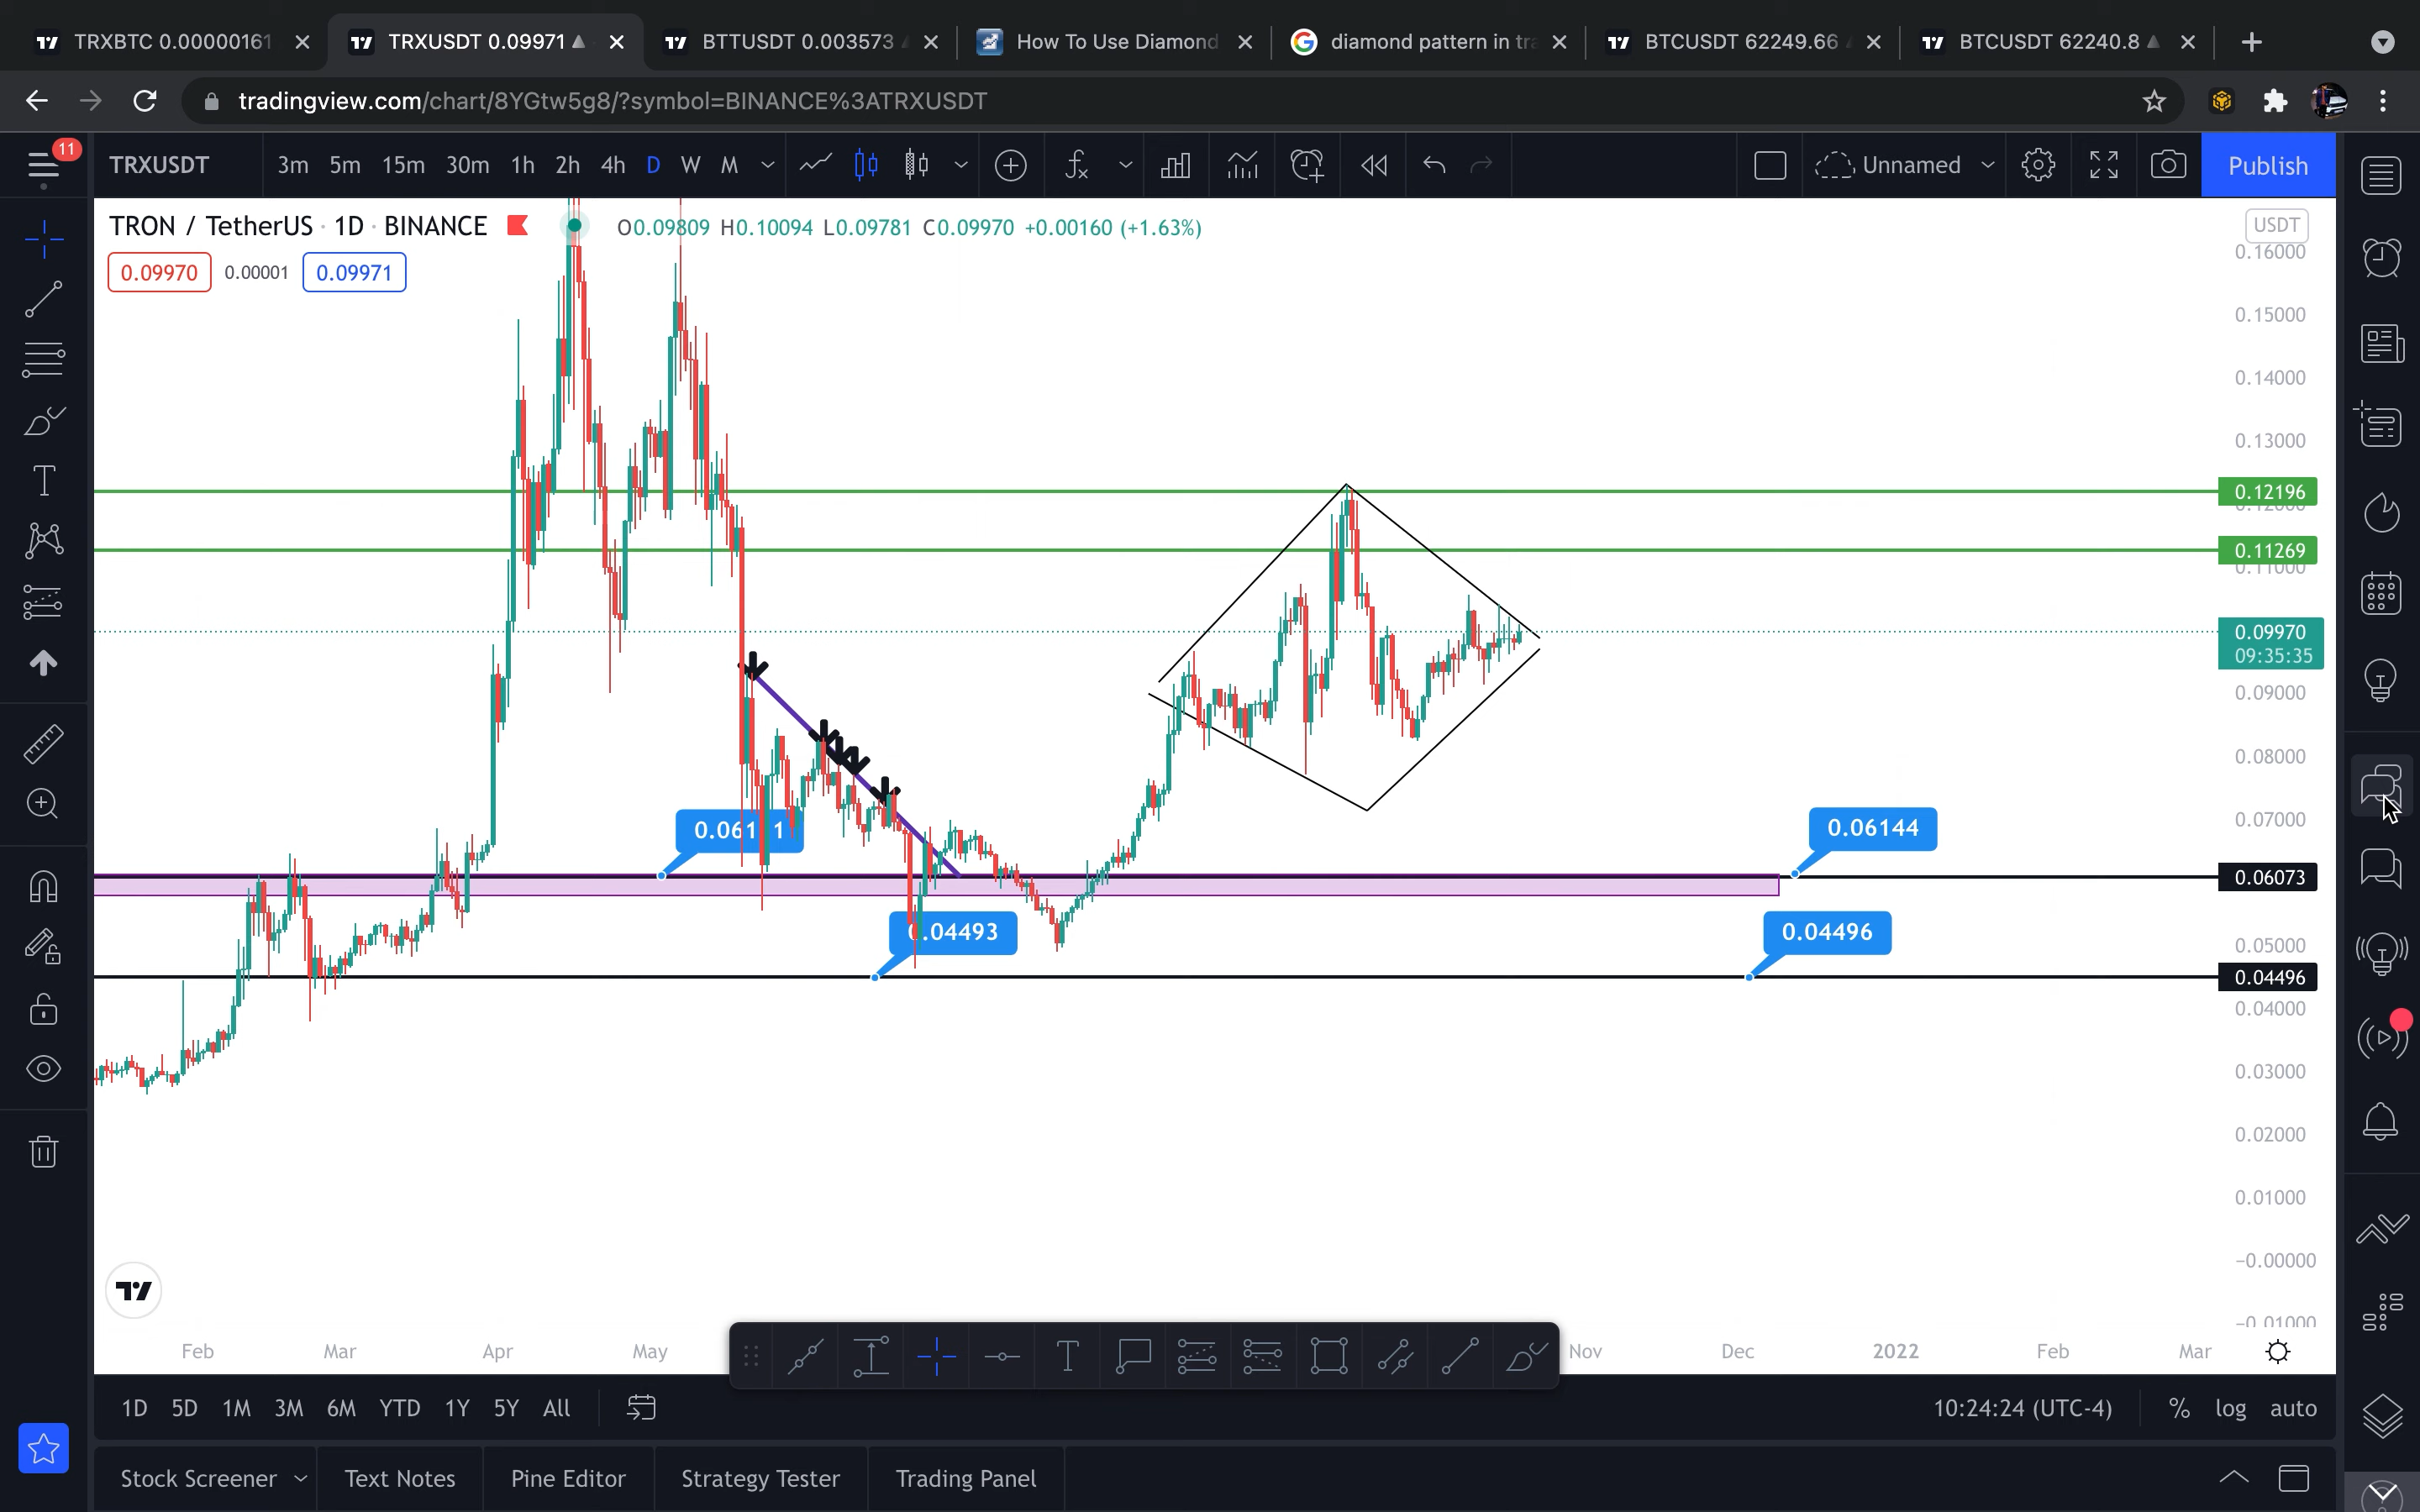 TRXBTC 0.00000161
TRXUSDT 0.09971
BTTUSDT 0.003573
How To Use Diamond
diamond pattern in tra
BTCUSDT 62249.66
BTCUSDT 62240.8
tradingview.com/chart/8YGtw5g8/?symbol=BINANCE%3ATRXUSDT
11
TRXUSDT 3m 5m 15m 30m 1h 2h 4h D W M
Unnamed
Publish
TRON / TetherUS · 1D · BINANCE
O0.09809 H0.10094 L0.09781 C0.09970 +0.00160 (+1.63%)
USDT
0.09970 0.00001 0.09971
0.16000
0.15000
0.14000
0.13000
0.12196
0.12000
0.11269
0.11000
0.09970
09:35:35
0.09000
0.08000
0.07000
0.06144
0.06073
0.04493
0.04496
0.05000
0.04496
0.04000
0.03000
0.02000
0.01000
−0.00000
−0.01000
Feb Mar Apr May Nov Dec 2022 Feb Mar
1D 5D 1M 3M 6M YTD 1Y 5Y All
10:24:24 (UTC-4) % log auto
Stock Screener Text Notes Pine Editor Strategy Tester Trading Panel